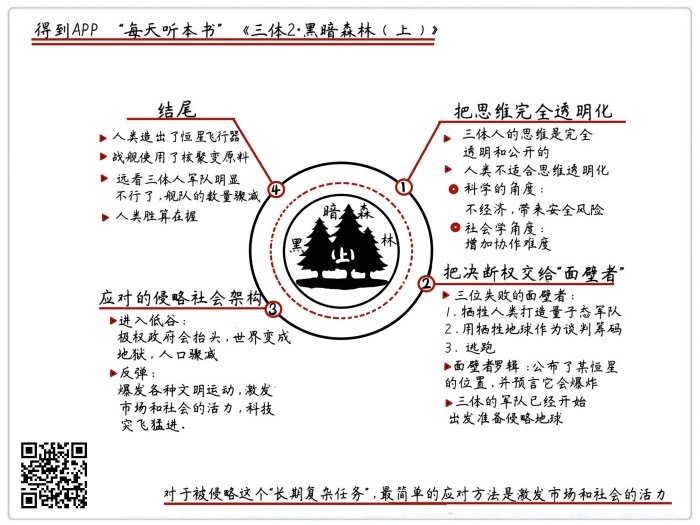 得到APP “每天听本书” 《三体2·黑暗森林（上）》
把思维完全透明化
三体人的思维是完全
透明和公开的
人类不适合思维透明化
科学的角度：
不经济，带来安全风险
社会学角度：
增加协作难度
把决断权交给“面壁者”
三位失败的面壁者：
1. 牺牲人类打造量子态军队
2. 用牺牲地球作为谈判筹码
3. 逃跑
面壁者罗辑：公布了某恒星
的位置，并预言它会爆炸
三体的军队已经开始
出发准备侵略地球
应对的侵略社会架构
进入低谷：
极权政府会抬头，世界变成
地狱，人口骤减
反弹：
爆发各种文明运动，激发
市场和社会的活力，科技
突飞猛进.
结尾
人类造出了恒星飞行器
战舰使用了核聚变原料
远看三体人军队明显
不行了，舰队的数量骤减
人类胜算在握
黑暗森林
（上）
1
2
3
4
对于被侵略这个“长期复杂任务”，最简单的应对方法是激发市场和社会的活力